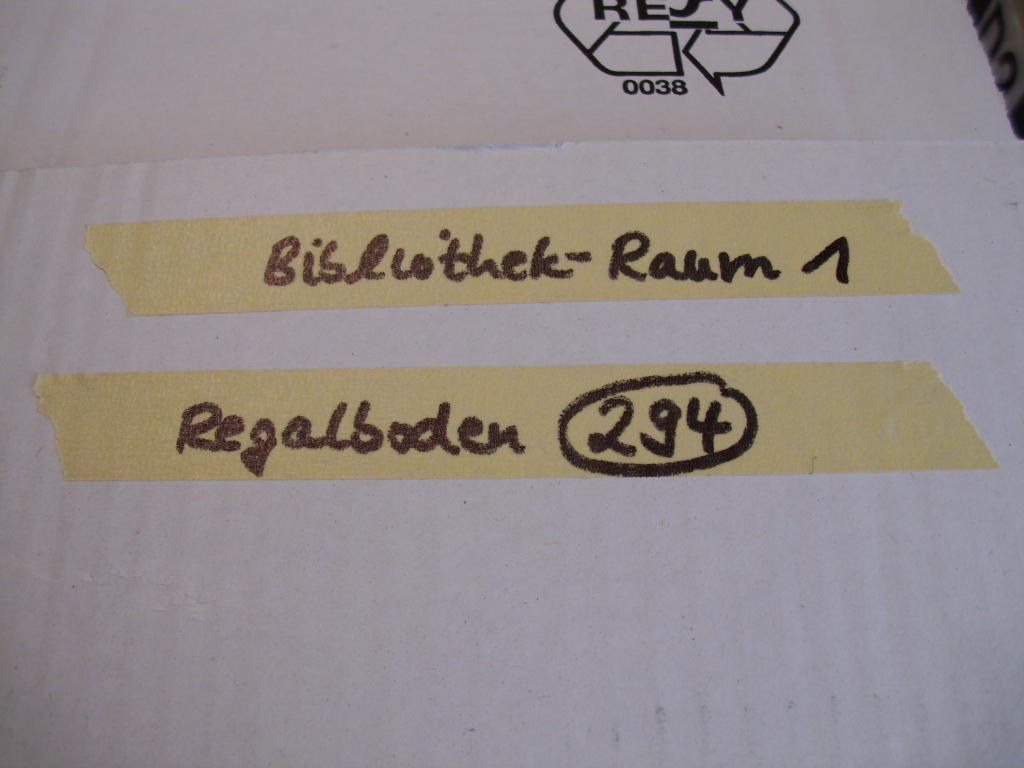 RESY
0038
Bibliothek-Raum 1
Regalboden 294